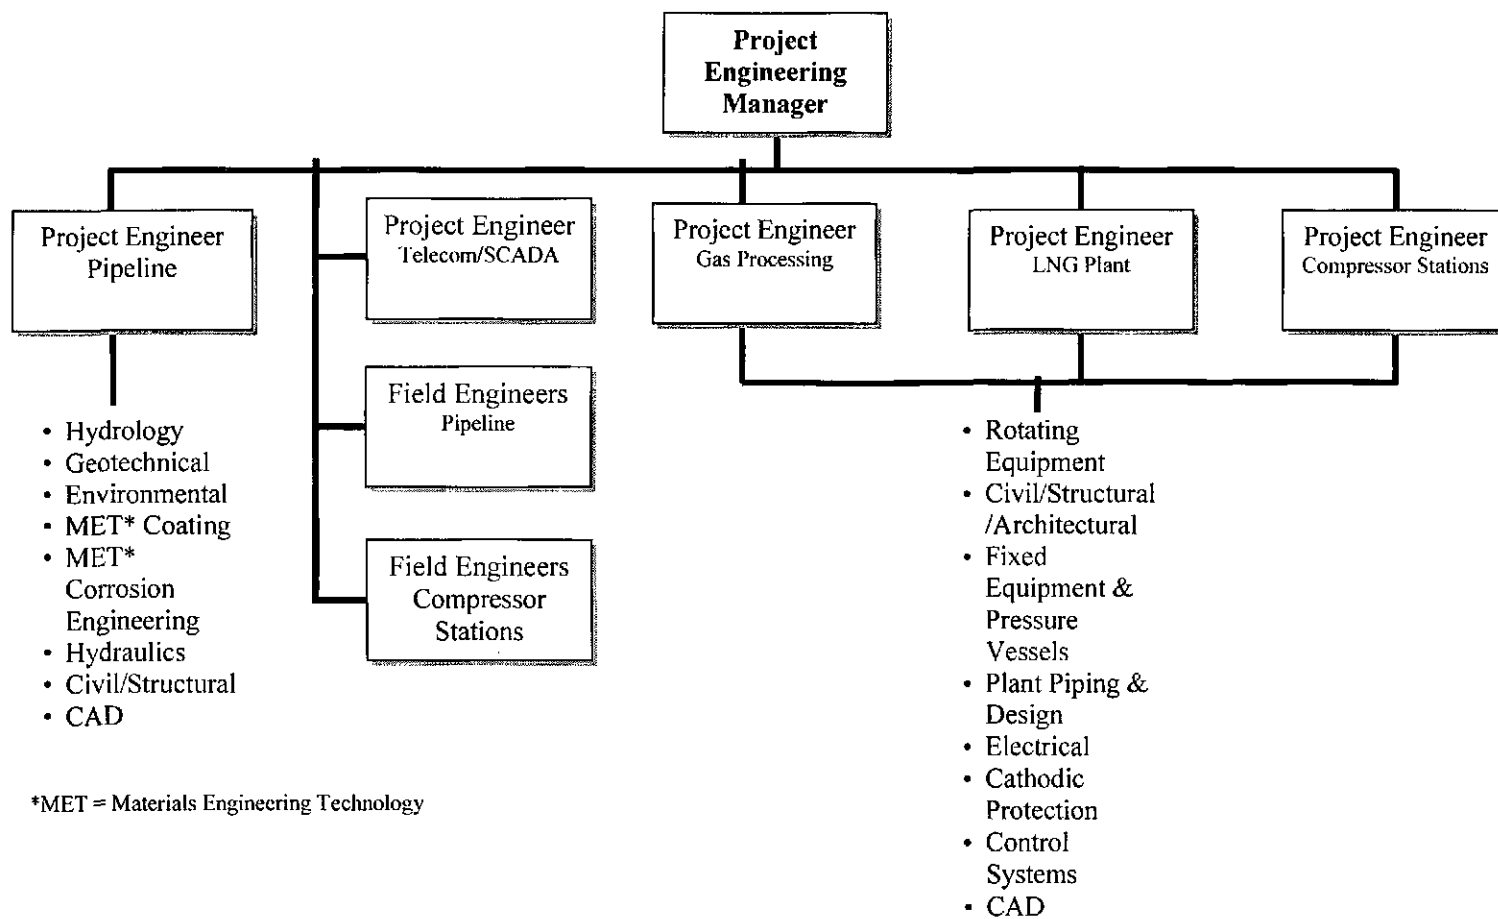 Project
Engineering
Manager
Project Engineer
Pipeline
Project Engineer
Telecom/SCADA
Project Engineer
Gas Processing
Project Engineer
LNG Plant
Project Engineer
Compressor Stations
Field Engineers
Pipeline
Field Engineers
Compressor
Stations
• Hydrology
• Geotechnical
• Environmental
• MET* Coating
• MET*
Corrosion
Engineering
• Hydraulics
• Civil/Structural
• CAD
• Rotating
Equipment
• Civil/Structural
/Architectural
• Fixed
Equipment &
Pressure
Vessels
• Plant Piping &
Design
• Electrical
• Cathodic
Protection
• Control
Systems
• CAD
*MET = Materials Engineering Technology